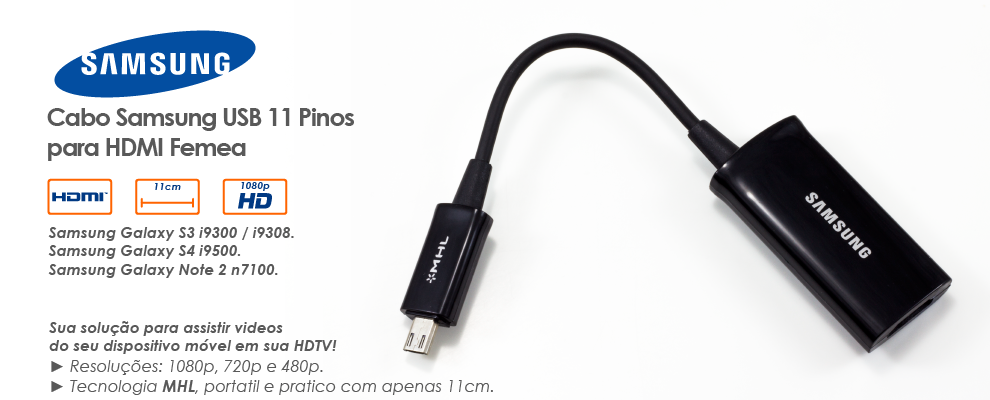 SAMSUNG
Cabo Samsung USB 11 Pinos
para HDMI Femea
HDMI™
11cm
1080p
HD
Samsung Galaxy S3 i9300 / i9308.
Samsung Galaxy S4 i9500.
Samsung Galaxy Note 2 n7100.
Sua solução para assistir videos
do seu dispositivo móvel em sua HDTV!
► Resoluções: 1080p, 720p e 480p.
► Tecnologia MHL, portatil e pratico com apenas 11cm.
MHL
SAMSUNG